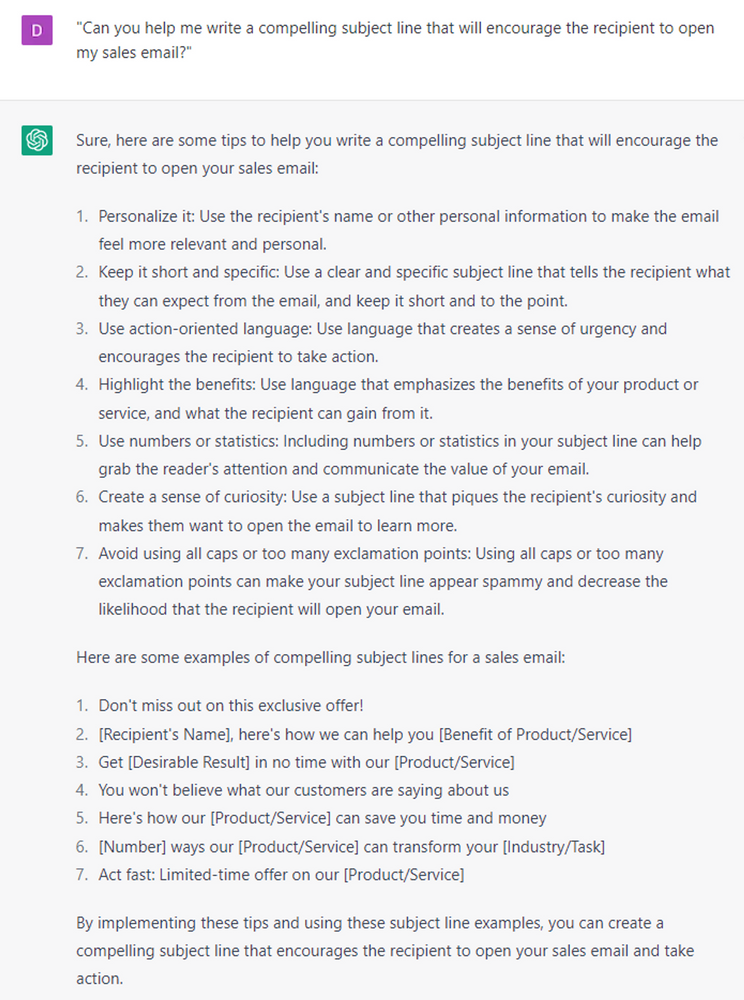 D
"Can you help me write a compelling subject line that will encourage the recipient to open
my sales email?"
Sure, here are some tips to help you write a compelling subject line that will encourage the
recipient to open your sales email:
1. Personalize it: Use the recipient's name or other personal information to make the email
feel more relevant and personal.
2. Keep it short and specific: Use a clear and specific subject line that tells the recipient what
they can expect from the email, and keep it short and to the point.
3. Use action-oriented language: Use language that creates a sense of urgency and
encourages the recipient to take action.
4. Highlight the benefits: Use language that emphasizes the benefits of your product or
service, and what the recipient can gain from it.
5. Use numbers or statistics: Including numbers or statistics in your subject line can help
grab the reader's attention and communicate the value of your email.
6. Create a sense of curiosity: Use a subject line that piques the recipient's curiosity and
makes them want to open the email to learn more.
7. Avoid using all caps or too many exclamation points: Using all caps or too many
exclamation points can make your subject line appear spammy and decrease the
likelihood that the recipient will open your email.
Here are some examples of compelling subject lines for a sales email:
1. Don't miss out on this exclusive offer!
2. [Recipient's Name], here's how we can help you [Benefit of Product/Service]
3. Get [Desirable Result] in no time with our [Product/Service]
4. You won't believe what our customers are saying about us
5. Here's how our [Product/Service] can save you time and money
6. [Number] ways our [Product/Service] can transform your [Industry/Task]
7. Act fast: Limited-time offer on our [Product/Service]
By implementing these tips and using these subject line examples, you can create a
compelling subject line that encourages the recipient to open your sales email and take
action.